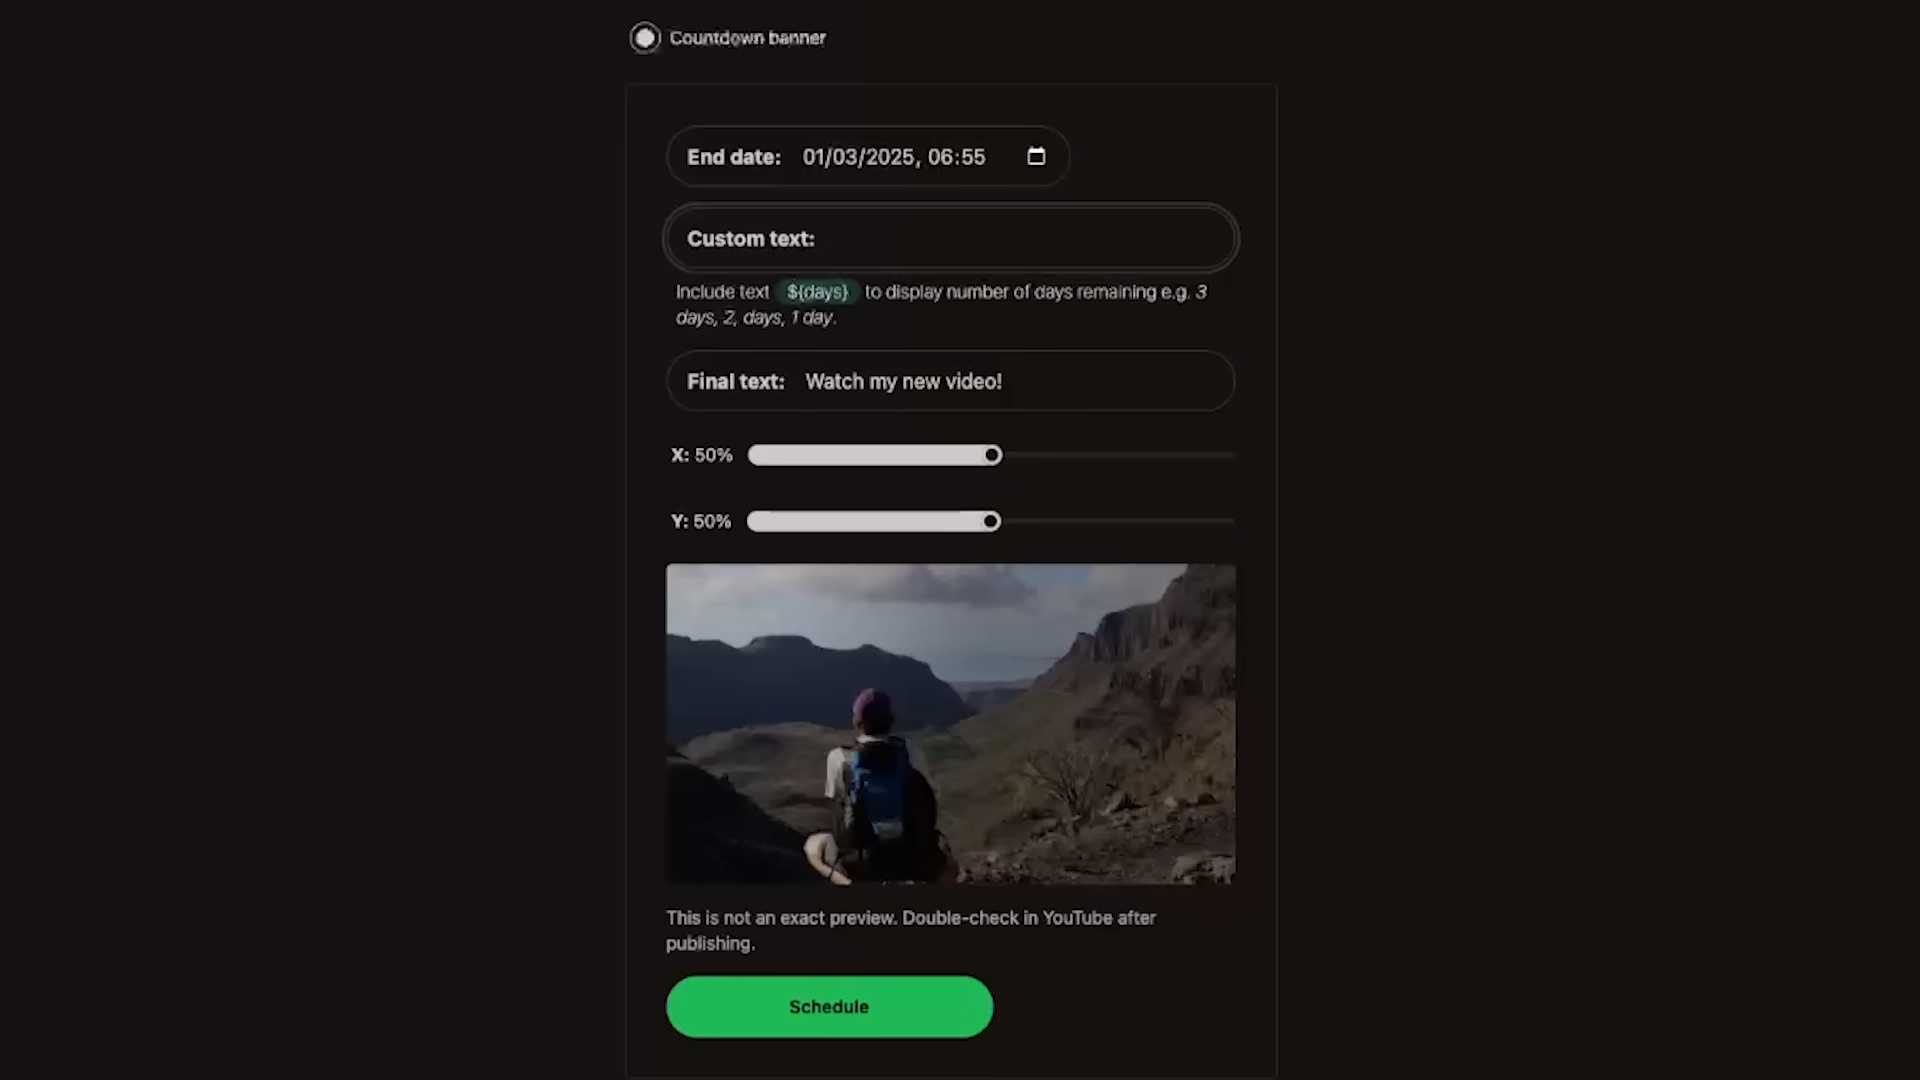 Countdown banner
End date: 01/03/2025, 06:55
Custom text:
Include text ${days} to display number of days remaining e.g. 3
days, 2, days, 1 day.
Final text: Watch my new video!
X: 50%
Y: 50%
This is not an exact preview. Double-check in YouTube after
publishing.
Schedule